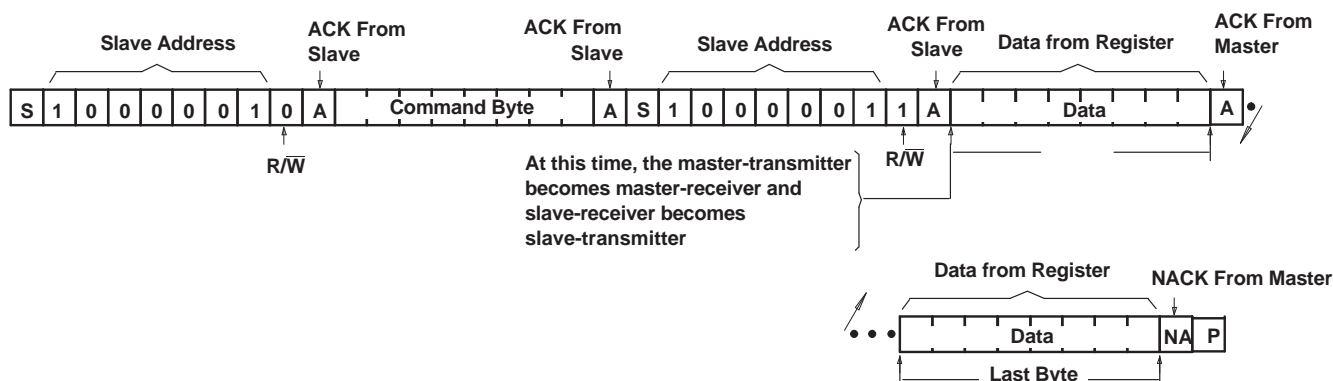 Slave Address
ACK From
Slave
ACK From
Slave
Slave Address
ACK From
Slave
Data from Register
ACK From
Master
S 1 0 0 0 0 0 1 0 A Command Byte A S 1 0 0 0 0 0 1 1 A Data A
R/W̅
R/W̅
At this time, the master-transmitter
becomes master-receiver and
slave-receiver becomes
slave-transmitter
Data from Register
NACK From Master
• • • Data NA P
Last Byte